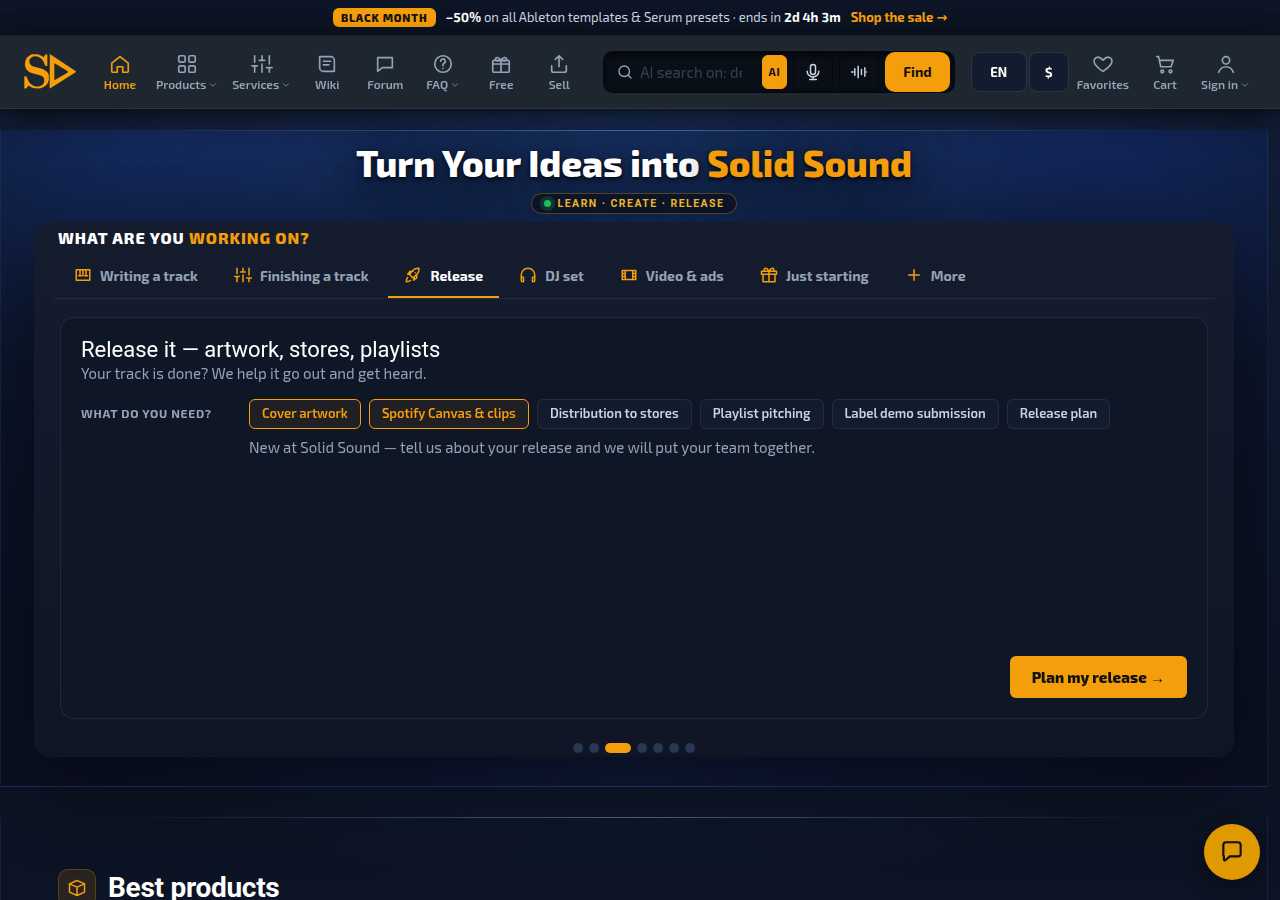 BLACK MONTH −50% on all Ableton templates & Serum presets · ends in 2d 4h 3m Shop the sale →
Home Products Services Wiki Forum FAQ Free Sell
AI search on: AI Find EN $ Favorites Cart Sign in
Turn Your Ideas into Solid Sound
LEARN · CREATE · RELEASE
WHAT ARE YOU WORKING ON?
Writing a track Finishing a track Release DJ set Video & ads Just starting More
Release it — artwork, stores, playlists
Your track is done? We help it go out and get heard.
WHAT DO YOU NEED? Cover artwork Spotify Canvas & clips Distribution to stores Playlist pitching Label demo submission Release plan
New at Solid Sound — tell us about your release and we will put your team together.
Plan my release →
Best products